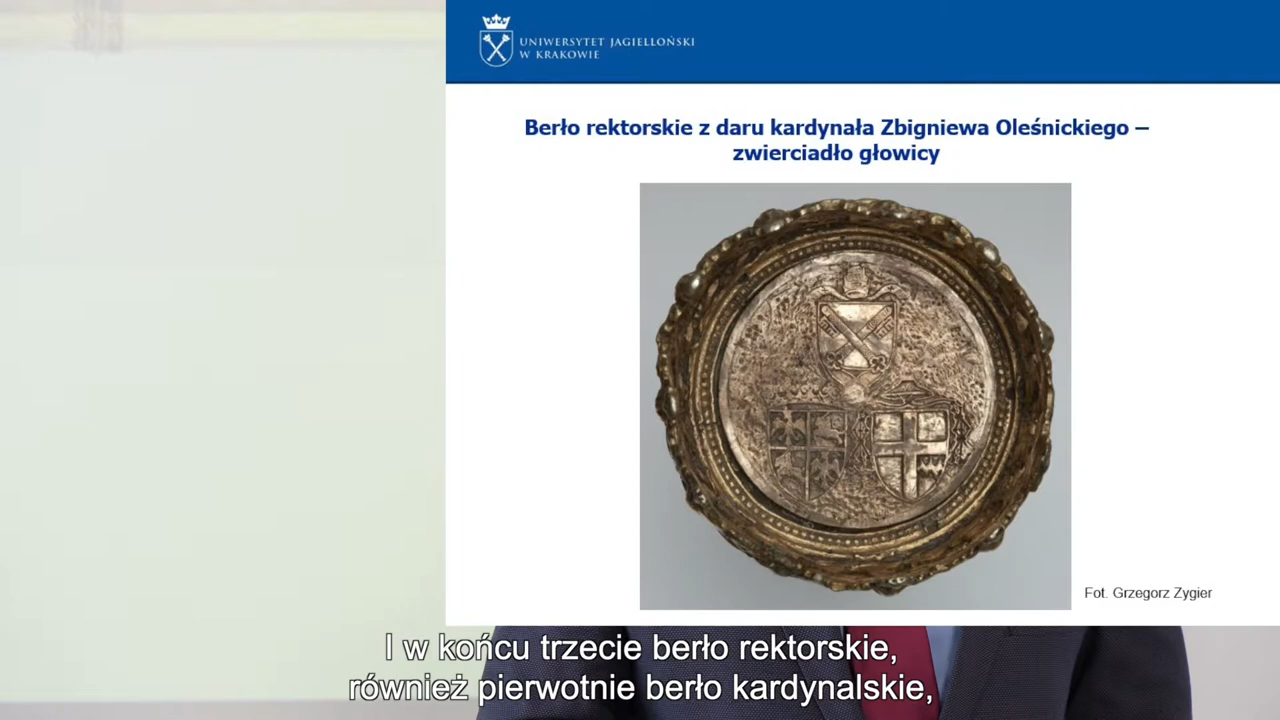 UNIWERSYTET JAGIELLOŃSKI
W KRAKOWIE
Berło rektorskie z daru kardynała Zbigniewa Oleśnickiego –
zwierciadło głowicy
Fot. Grzegorz Zygier
I w końcu trzecie berło rektorskie,
również pierwotnie berło kardynalskie,